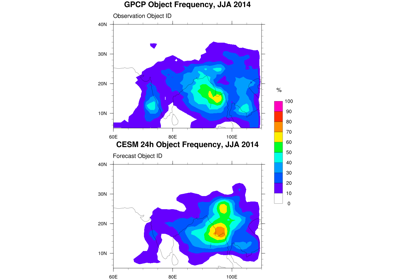 GPCP Object Frequency, JJA 2014
Observation Object ID
40N
30N
20N
10N
60E 80E 100E
%
100
90
80
70
60
50
40
30
20
10
0
CESM 24h Object Frequency, JJA 2014
Forecast Object ID
40N
30N
20N
10N
60E 80E 100E